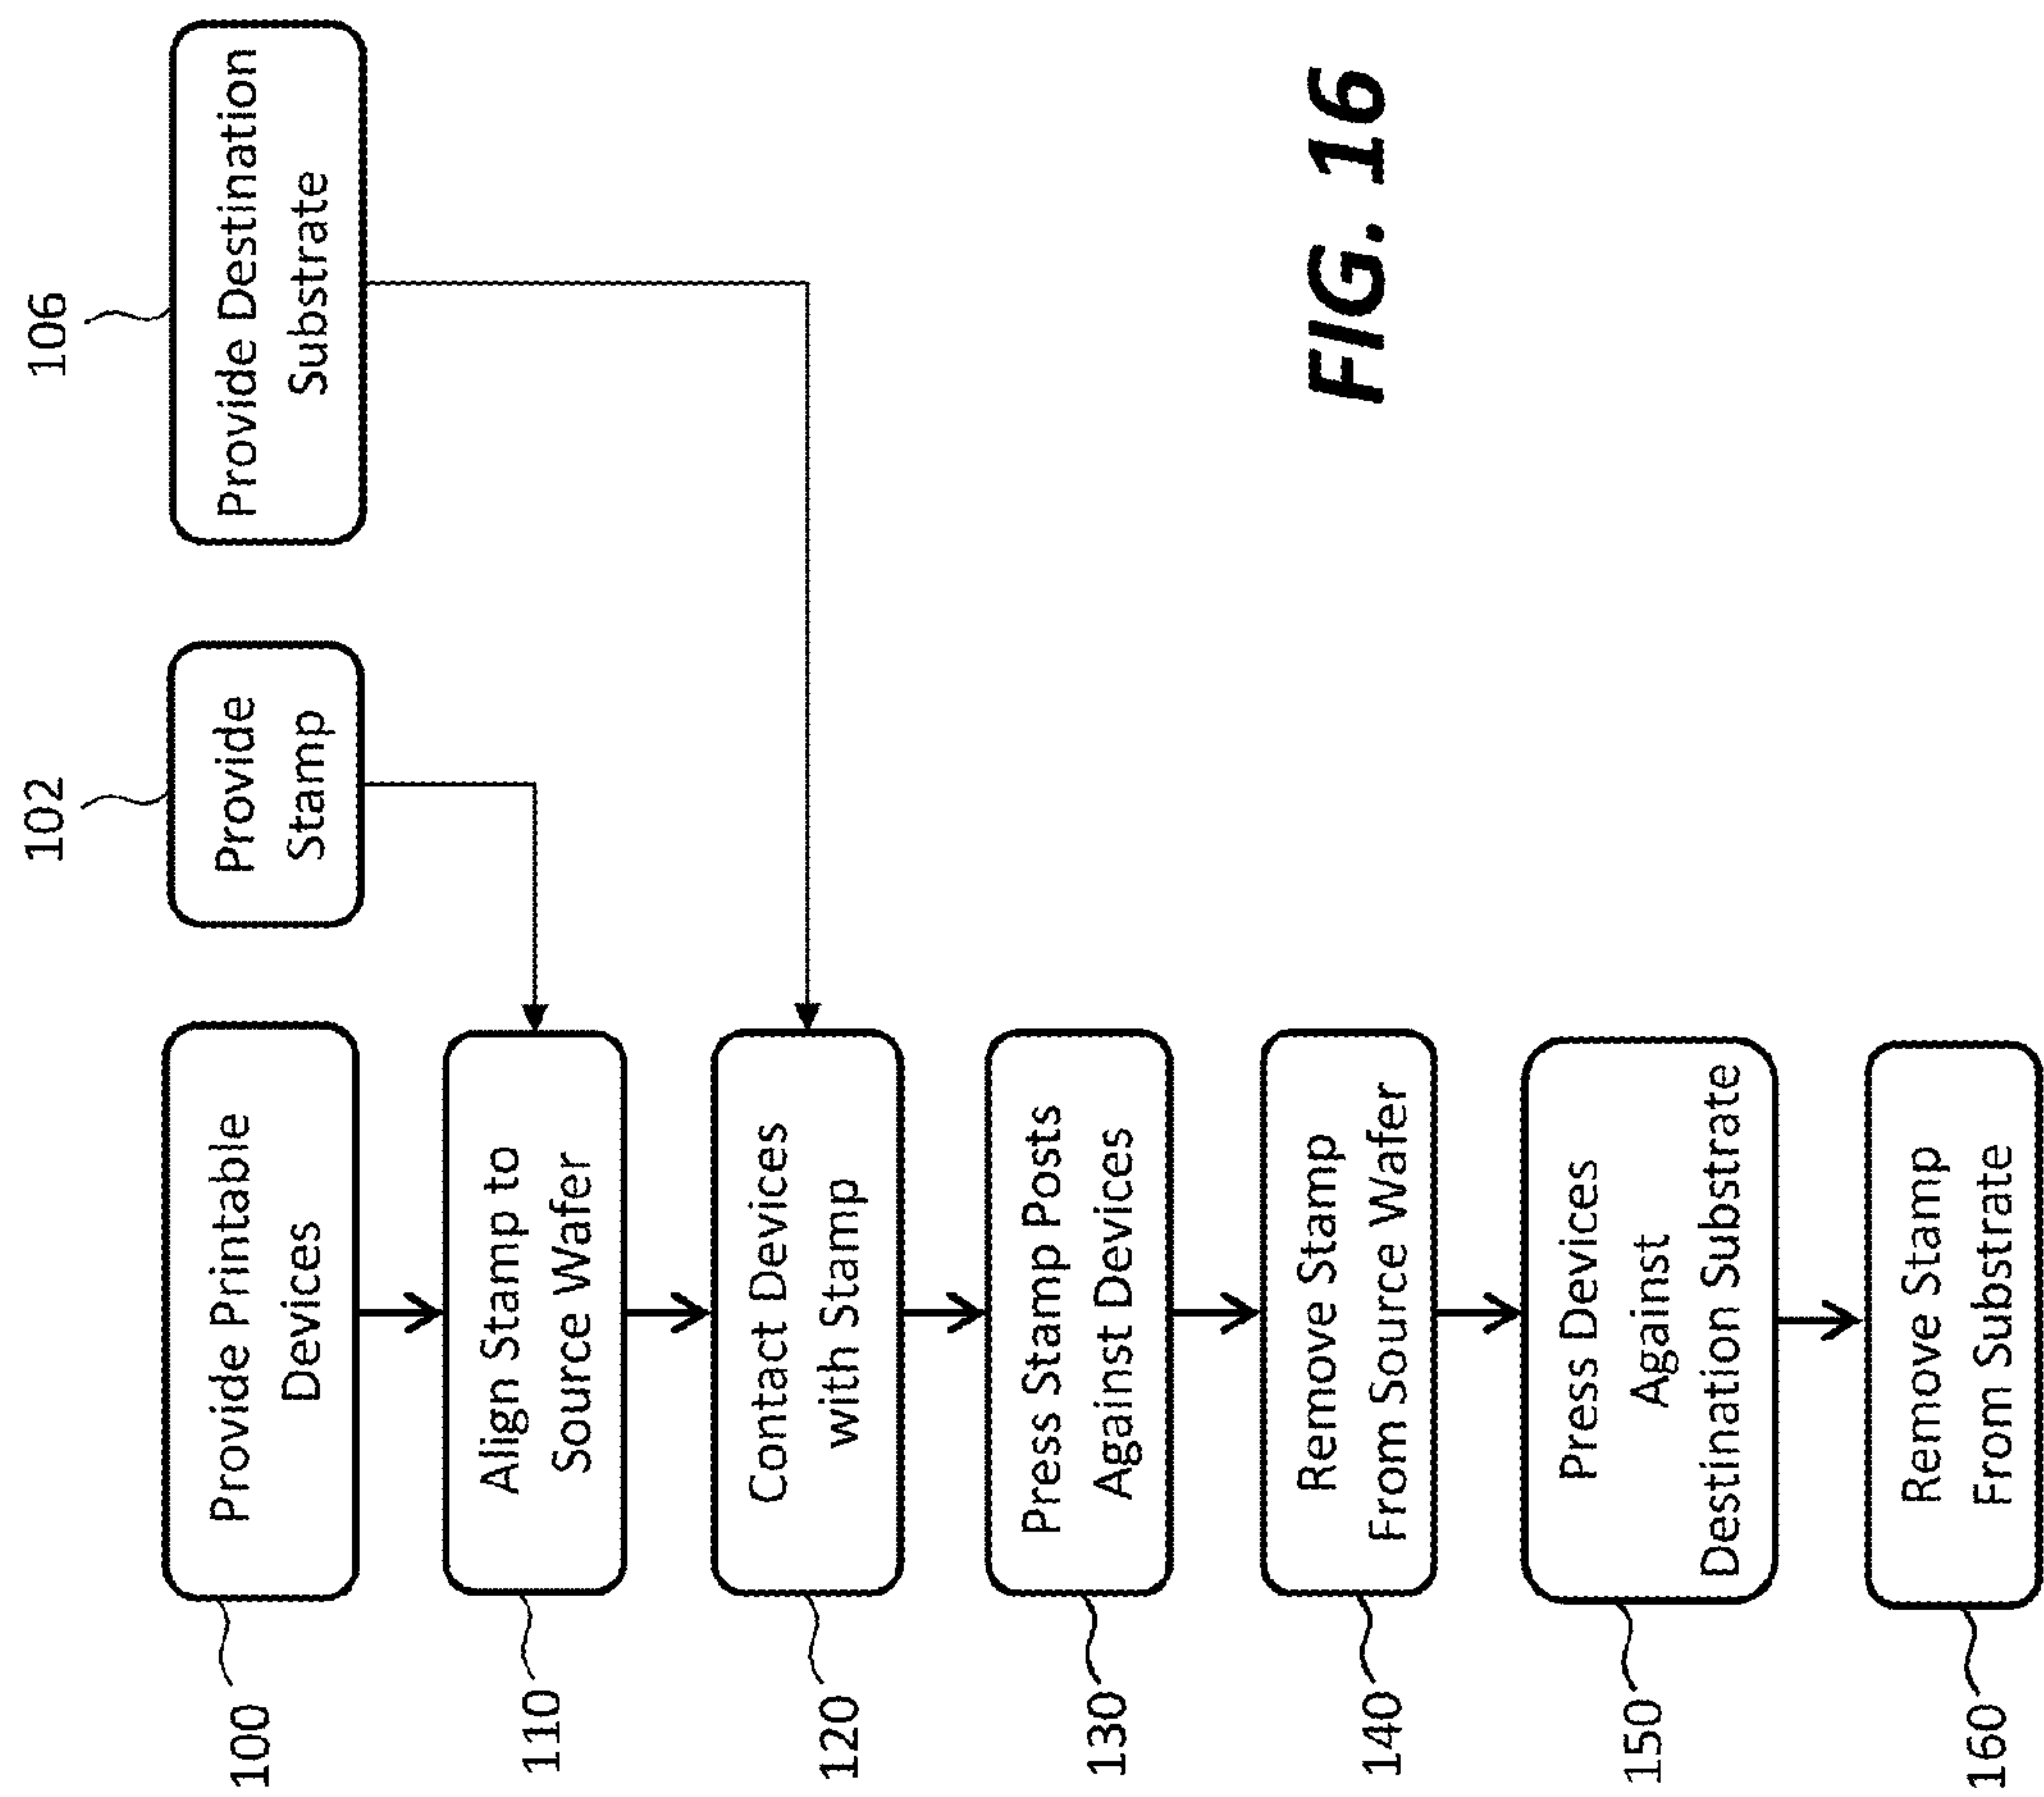 100
Provide Printable
Devices
102
Provide
Stamp
106
Provide Destination
Substrate
110
Align Stamp to
Source Wafer
120
Contact Devices
with Stamp
130
Press Stamp Posts
Against Devices
140
Remove Stamp
From Source Wafer
150
Press Devices
Against
Destination Substrate
160
Remove Stamp
From Substrate
FIG. 16